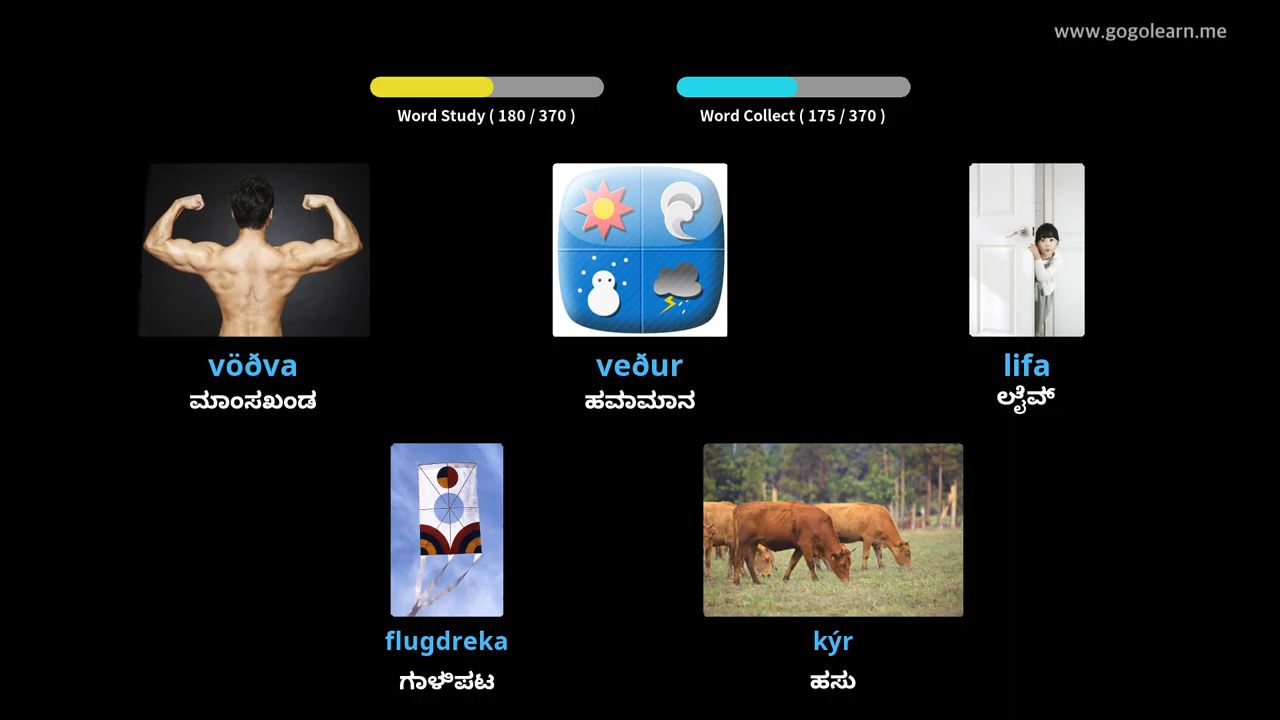 www.gogolearn.me
Word Study ( 180 / 370 )
Word Collect ( 175 / 370 )
vöðva
veður
lifa
ಮಾಂಸಖಂಡ
ಹವಾಮಾನ
ಲೈವ್
flugdreka
kýr
ಗಾಳಿಪಟ
ಹಸು